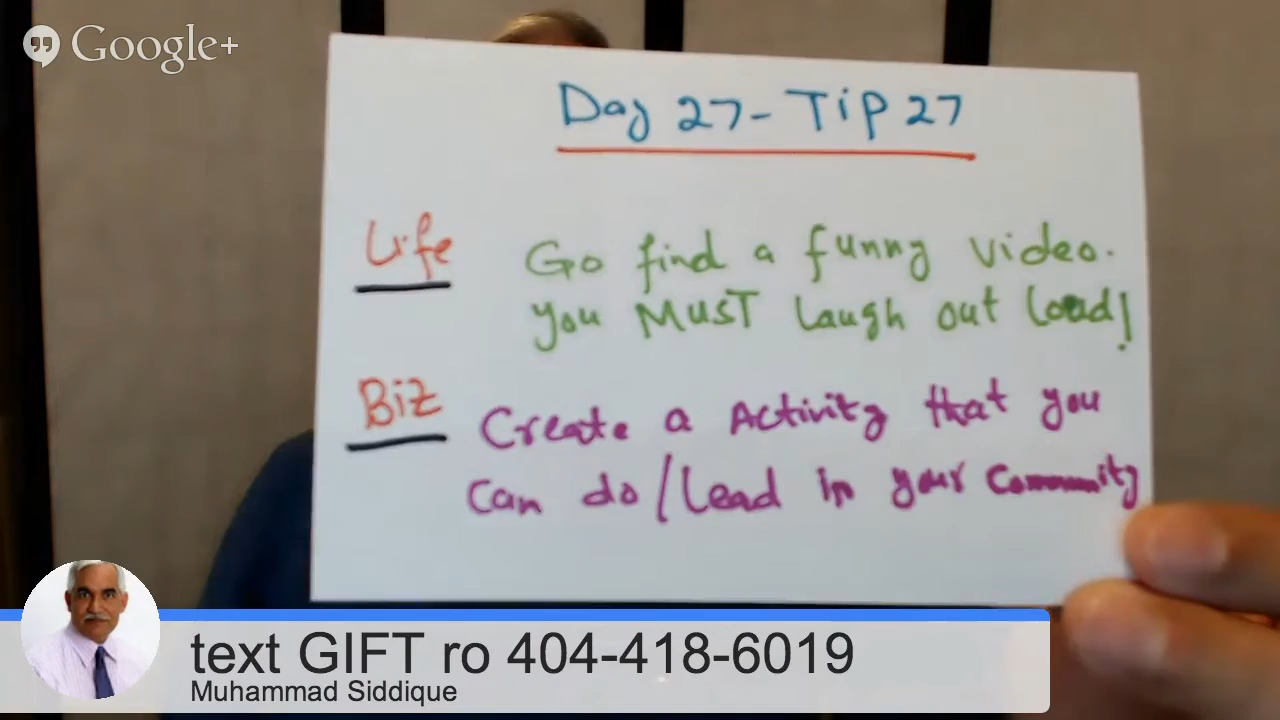 Google+
Day 27 - Tip 27
Life
Go find a funny video.
you MUST laugh out loud!
Biz
Create a Activity that you
can do/lead in your Community
text GIFT ro 404-418-6019
Muhammad Siddique